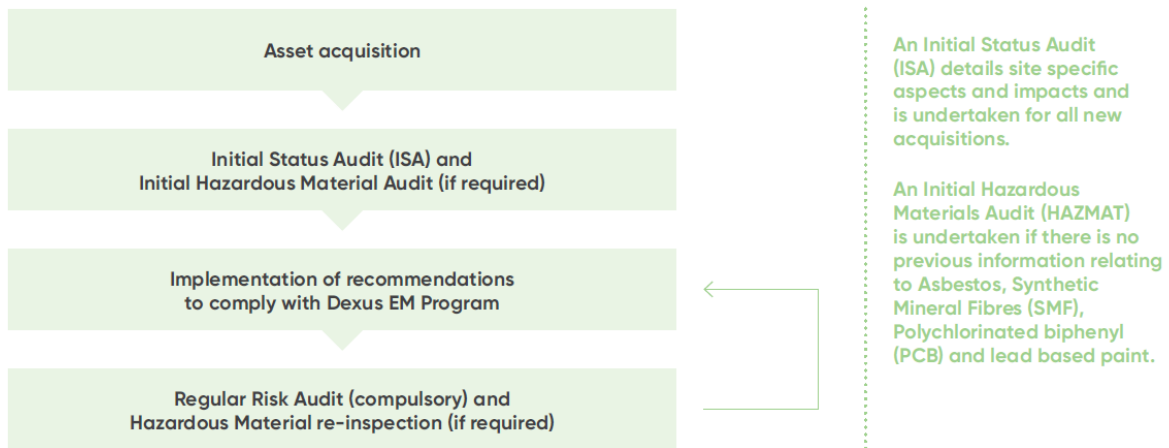 Asset acquisition
Initial Status Audit (ISA) and
Initial Hazardous Material Audit (if required)
Implementation of recommendations
to comply with Dexus EM Program
Regular Risk Audit (compulsory) and
Hazardous Material re-inspection (if required)
An Initial Status Audit
(ISA) details site specific
aspects and impacts and
is undertaken for all new
acquisitions.
An Initial Hazardous
Materials Audit (HAZMAT)
is undertaken if there is no
previous information relating
to Asbestos, Synthetic
Mineral Fibres (SMF),
Polychlorinated biphenyl
(PCB) and lead based paint.